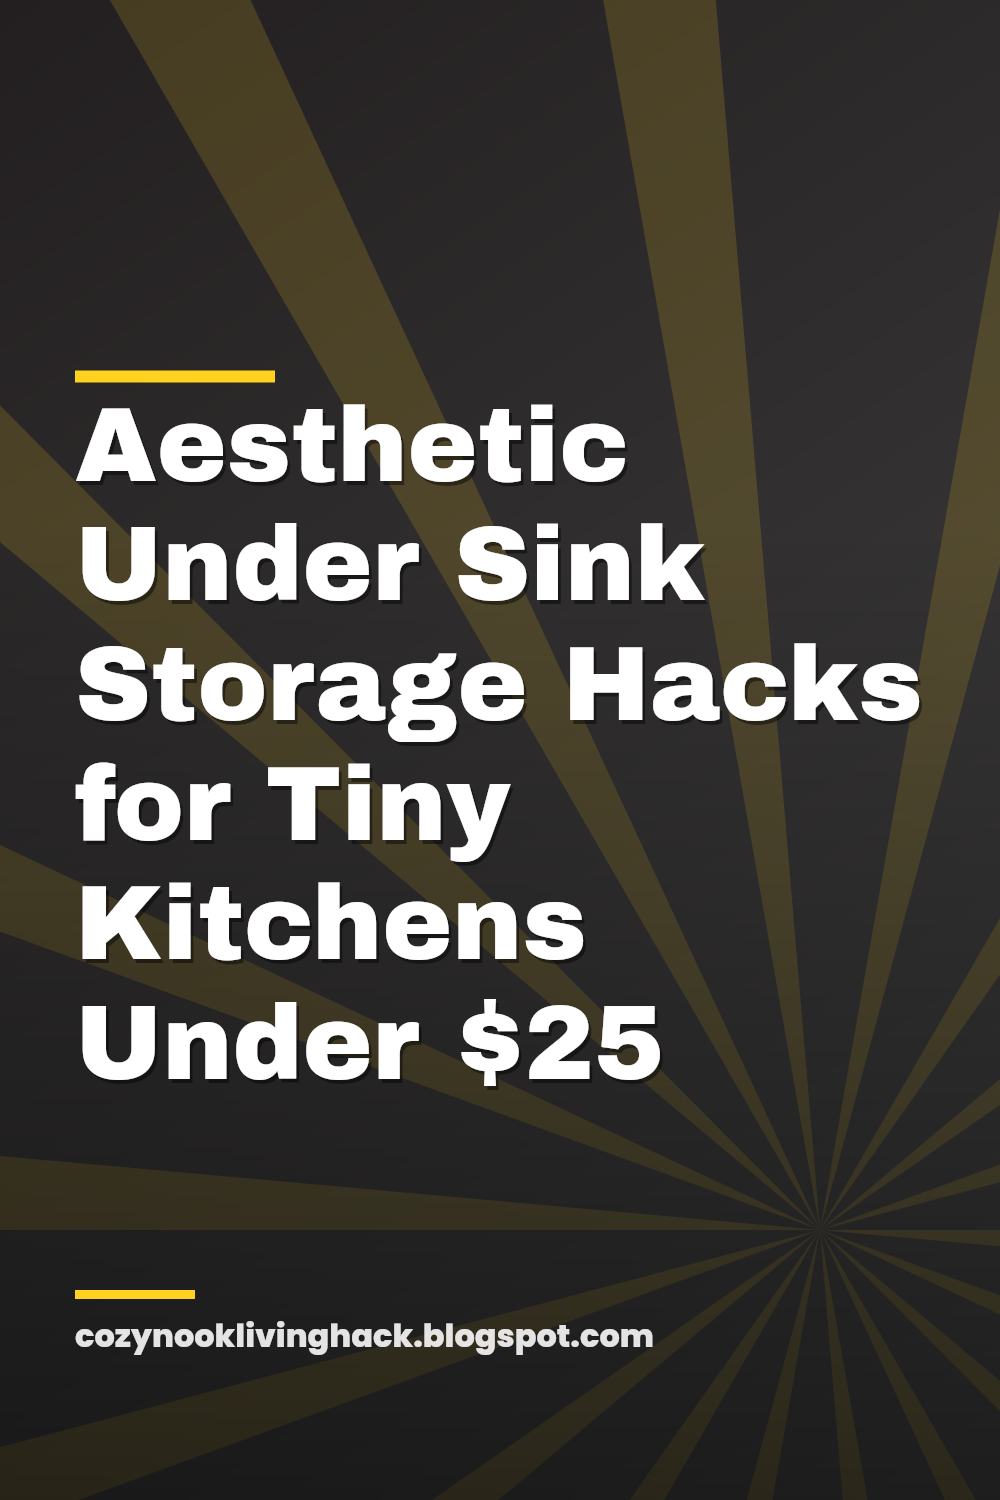 Aesthetic
Under Sink
Storage Hacks
for Tiny
Kitchens
Under $25
cozynooklivinghack.blogspot.com